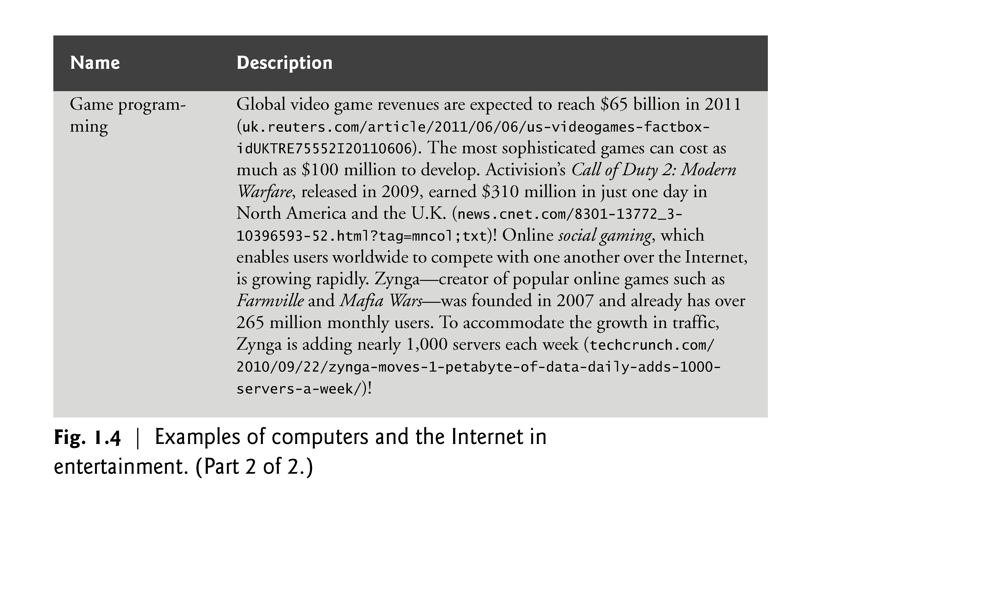 Name Description
Game program- Global video game revenues are expected to reach $65 billion in 2011
ming (uk.reuters.com/article/2011/06/06/us-videogames-factbox-
idUKTRE75552I20110606). The most sophisticated games can cost as
much as $100 million to develop. Activision’s Call of Duty 2: Modern
Warfare, released in 2009, earned $310 million in just one day in
North America and the U.K. (news.cnet.com/8301-13772_3-
10396593-52.html?tag=mncol;txt)! Online social gaming, which
enables users worldwide to compete with one another over the Internet,
is growing rapidly. Zynga—creator of popular online games such as
Farmville and Mafia Wars—was founded in 2007 and already has over
265 million monthly users. To accommodate the growth in traffic,
Zynga is adding nearly 1,000 servers each week (techcrunch.com/
2010/09/22/zynga-moves-1-petabyte-of-data-daily-adds-1000-
servers-a-week/)!
Fig. 1.4 | Examples of computers and the Internet in
entertainment. (Part 2 of 2.)